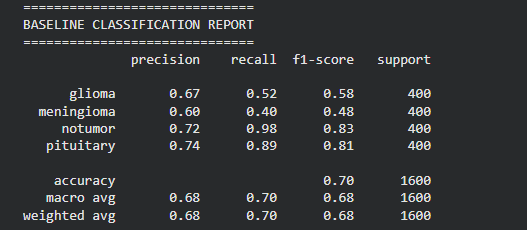 ==============================
BASELINE CLASSIFICATION REPORT
==============================
              precision    recall  f1-score   support

      glioma       0.67      0.52      0.58       400
  meningioma       0.60      0.40      0.48       400
     notumor       0.72      0.98      0.83       400
   pituitary       0.74      0.89      0.81       400

    accuracy                           0.70      1600
   macro avg       0.68      0.70      0.68      1600
weighted avg       0.68      0.70      0.68      1600